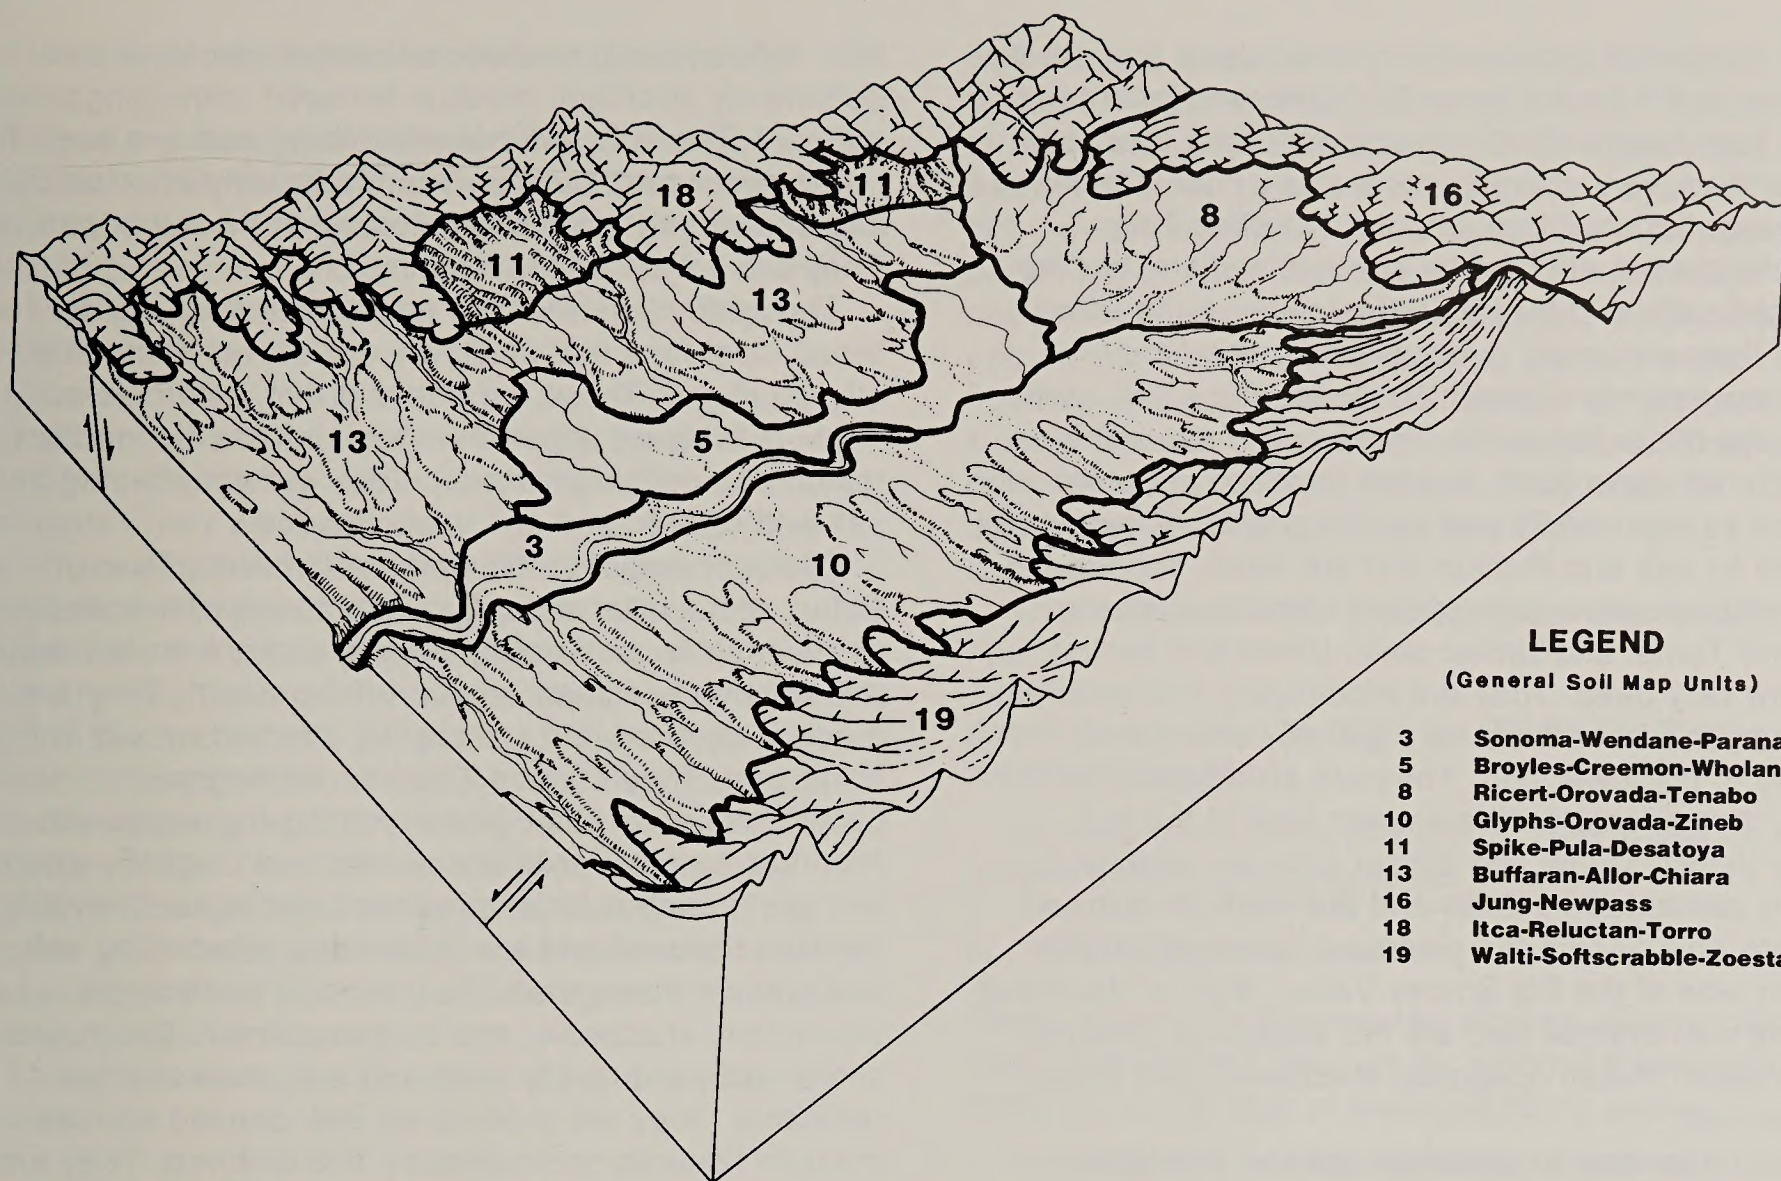 11
18
11
8
16
13
13
5
3
10
19
LEGEND
(General Soil Map Units)
3 Sonoma-Wendane-Parana
5 Broyles-Creemon-Wholan
8 Ricert-Orovada-Tenabo
10 Glyphs-Orovada-Zineb
11 Spike-Pula-Desatoya
13 Buffaran-Allor-Chiara
16 Jung-Newpass
18 Itca-Reluctan-Torro
19 Walti-Softscrabble-Zoesta